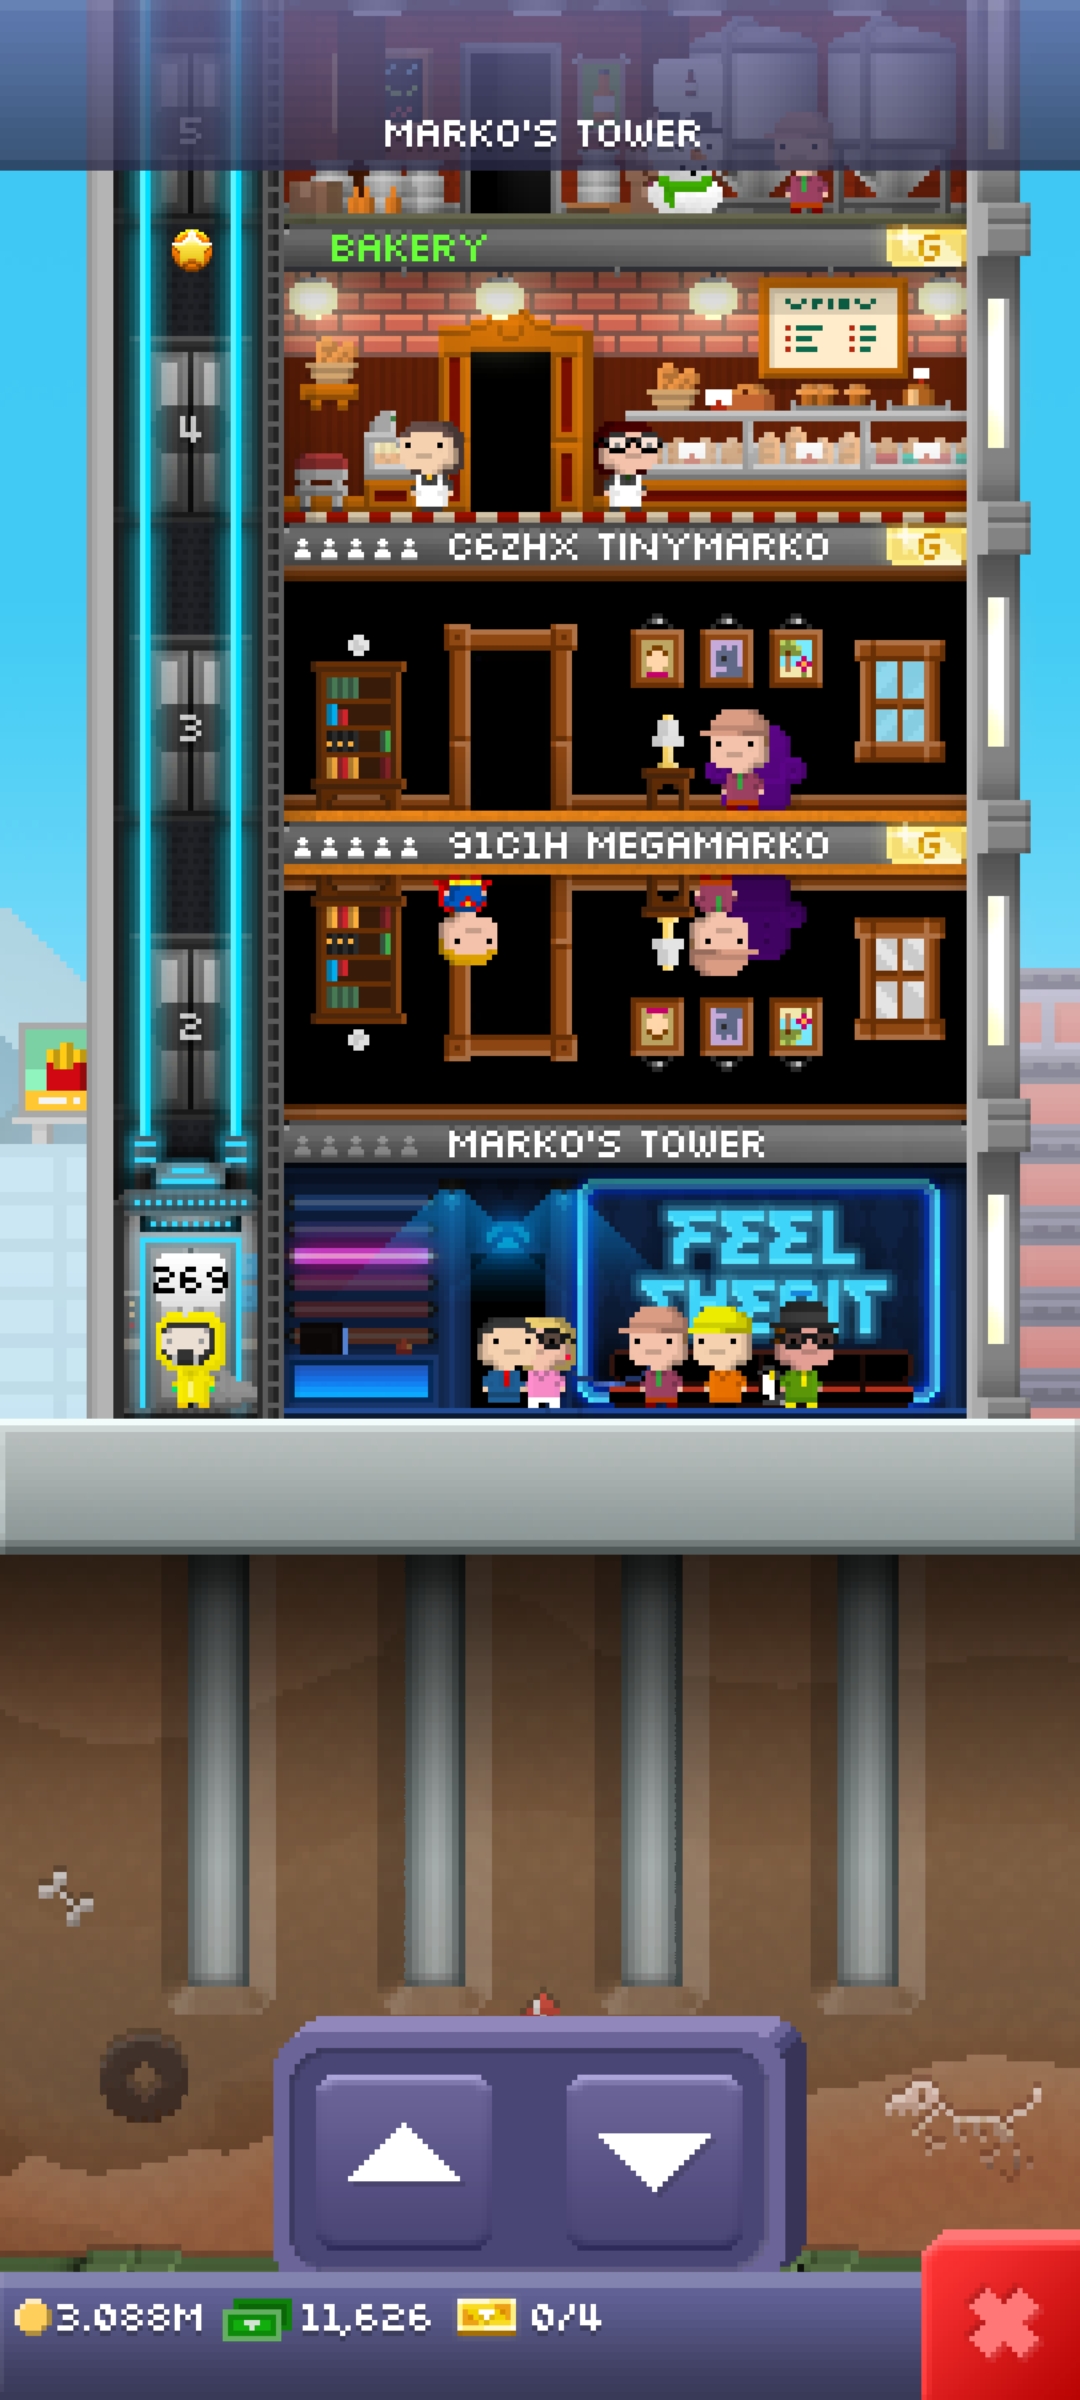 5
MARKO'S TOWER
BAKERY G
4
C6ZHX TINYMARKO G
3
91C1H MEGAMARKO G
2
MARKO'S TOWER
FEEL
269
3.088M 11,626 0/4